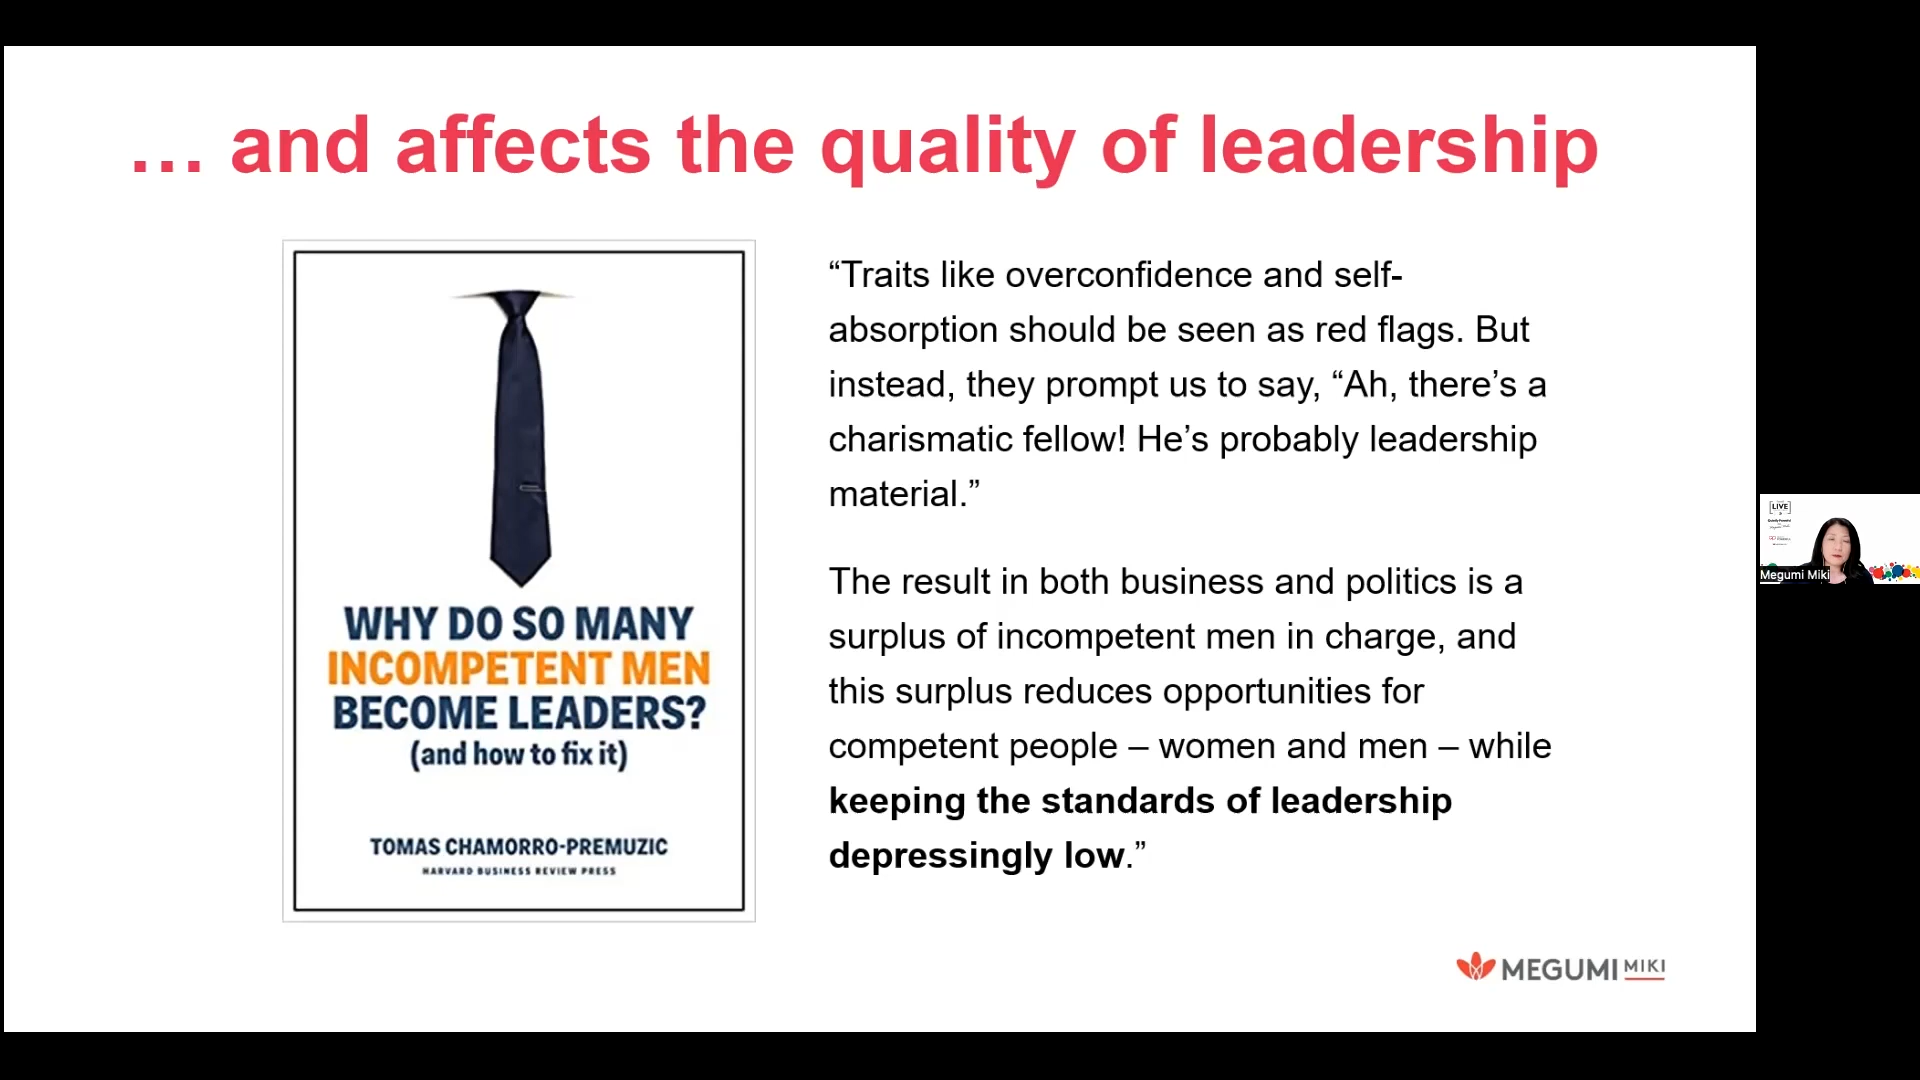 … and affects the quality of leadership
WHY DO SO MANY
INCOMPETENT MEN
BECOME LEADERS?
(and how to fix it)
TOMAS CHAMORRO-PREMUZIC
HARVARD BUSINESS REVIEW PRESS
“Traits like overconfidence and self-
absorption should be seen as red flags. But
instead, they prompt us to say, “Ah, there’s a
charismatic fellow! He’s probably leadership
material.”
The result in both business and politics is a
surplus of incompetent men in charge, and
this surplus reduces opportunities for
competent people – women and men – while
keeping the standards of leadership
depressingly low.”
MEGUMI MIKI
[LIVE]
Megumi Miki